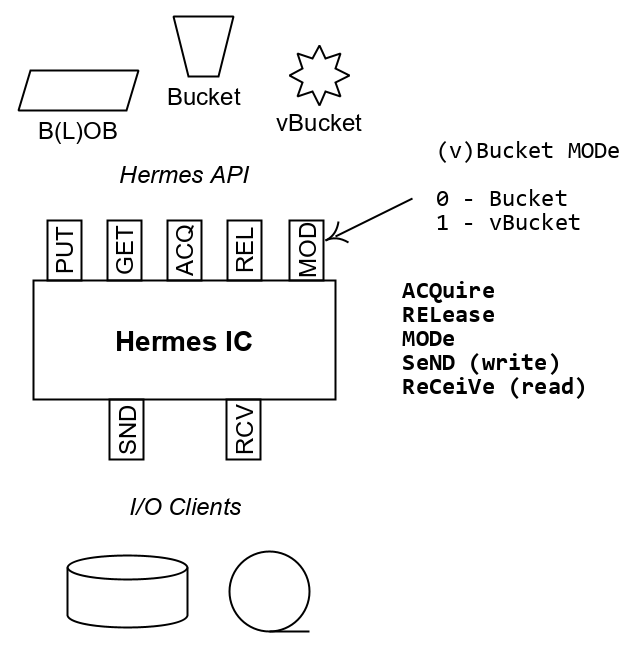 Bucket
B(L)OB
vBucket
(v)Bucket MODe
Hermes API
0 - Bucket
1 - vBucket
PUT
GET
ACQ
REL
MOD
ACQuire
RELease
MODe
SeND (write)
ReCeiVe (read)
Hermes IC
SND
RCV
I/O Clients